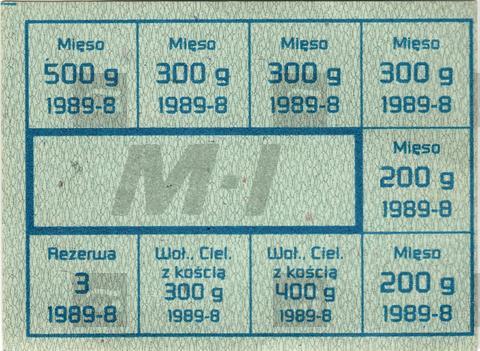 Mięso
500 g
1989-8
Mięso
300 g
1989-8
Mięso
300 g
1989-8
Mięso
300 g
1989-8
M-I
Mięso
200 g
1989-8
Rezerwa
3
1989-8
Woł., Ciel.
z kością
300 g
1989-8
Woł., Ciel.
z kością
400 g
1989-8
Mięso
200 g
1989-8